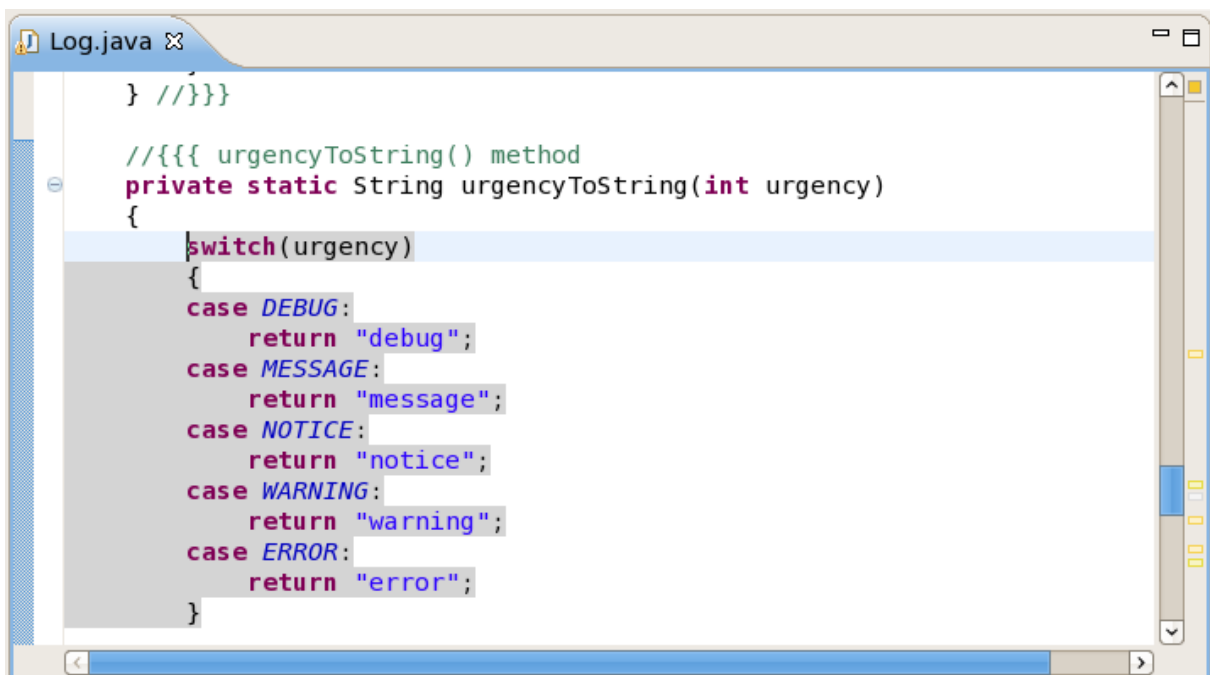 Log.java
} //}}}
//{{{ urgencyToString() method
private static String urgencyToString(int urgency)
{
switch(urgency)
{
case DEBUG:
return "debug";
case MESSAGE:
return "message";
case NOTICE:
return "notice";
case WARNING:
return "warning";
case ERROR:
return "error";
}